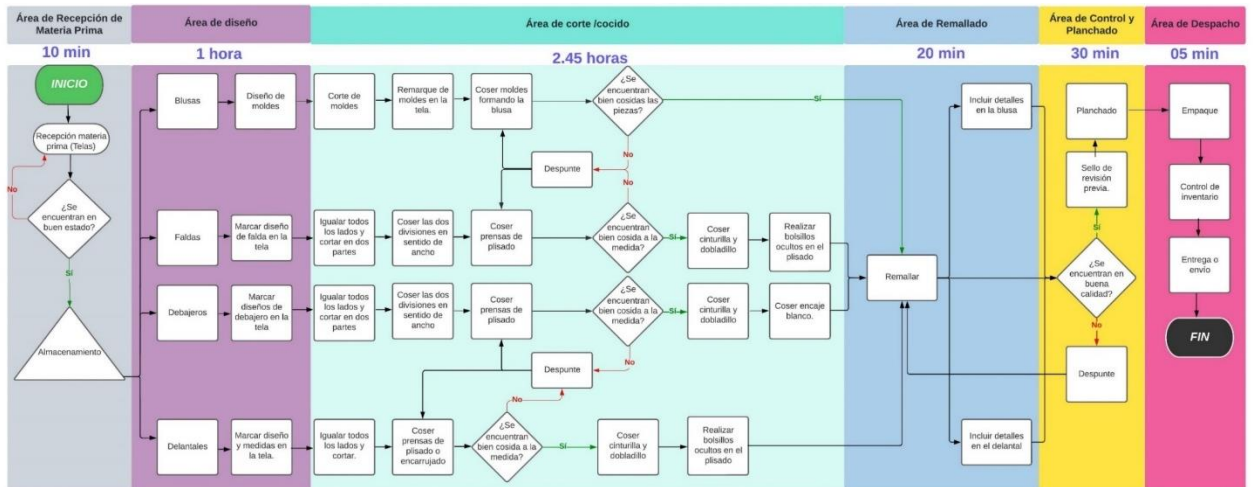 Área de Recepción de
Materia Prima
Área de diseño
Área de corte /cocido
Área de Remallado
Área de Control y
Planchado
Área de Despacho
10 min
1 hora
2.45 horas
20 min
30 min
05 min
INICIO
Recepción materia
prima (Telas)
No
¿Se
encuentran en
buen estado?
Sí
Almacenamiento
Blusas
Diseño de
moldes
Corte de
moldes
Remarque de
moldes en la
tela.
Coser moldes
formando la
blusa
¿Se
encuentran
bien cosidas las
piezas?
Sí
No
Despunte
No
Faldas
Marcar diseño
de falda en la
tela
Igualar todos
los lados y
cortar en dos
partes
Coser las dos
divisiones en
sentido de
ancho
Coser
prensas de
plisado
¿Se
encuentran
bien cosida a la
medida?
Sí
Coser
cinturilla y
dobladillo
Realizar
bolsillos
ocultos en el
plisado
Debajeros
Marcar
diseños de
debajero en la
tela
Igualar todos
los lados y
cortar en dos
partes
Coser las dos
divisiones en
sentido de
ancho
Coser
prensas de
plisado
¿Se
encuentran
bien cosida a la
medida?
Sí
Coser
cinturilla y
dobladillo
Coser encaje
blanco.
No
Despunte
No
Delantales
Marcar diseño
y medidas en
la tela.
Igualar todos
los lados y
cortar.
Coser
prensas de
plisado o
encarrujado
¿Se
encuentran
bien cosida a la
medida?
Sí
Coser
cinturilla y
dobladillo
Realizar
bolsillos
ocultos en el
plisado
Remallar
Incluir detalles
en la blusa
Incluir detalles
en el delantal
Planchado
Sello de
revisión
previa.
Sí
¿Se
encuentran en
buena
calidad?
No
Despunte
Empaque
Control de
inventario
Entrega o
envío
FIN